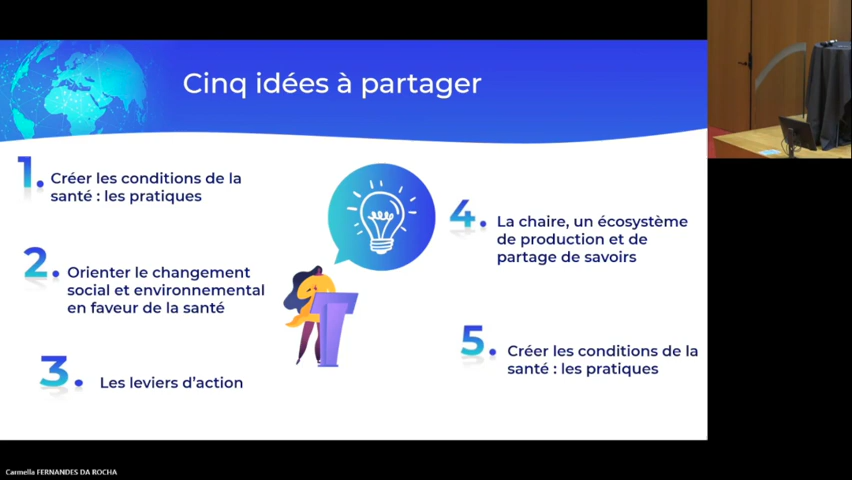 Cinq idées à partager
1.
Créer les conditions de la
santé : les pratiques
2.
Orienter le changement
social et environnemental
en faveur de la santé
3.
Les leviers d'action
4.
La chaire, un écosystème
de production et de
partage de savoirs
5.
Créer les conditions de la
santé : les pratiques
Carmella FERNANDES DA ROCHA